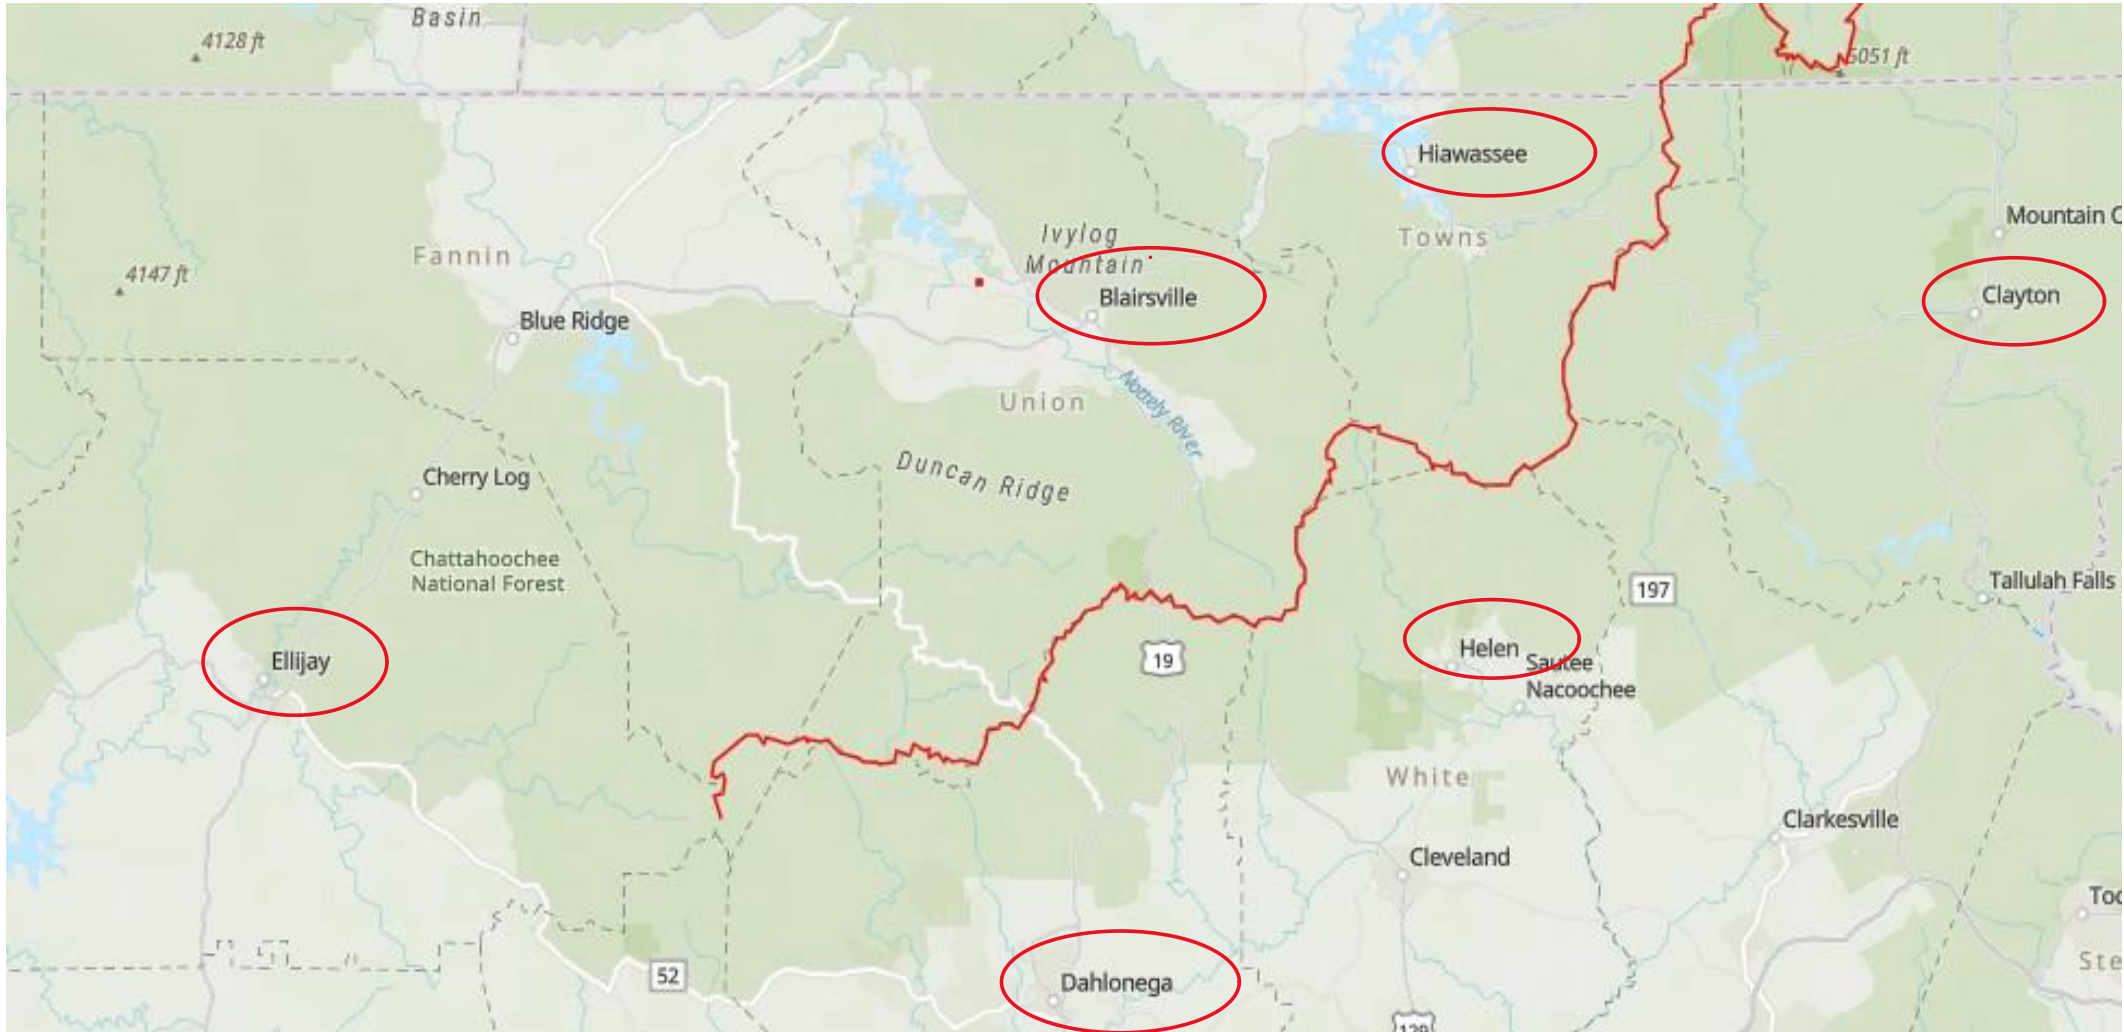 Basin
4128 ft
5051 ft
Hiawassee
Mountain C
Ivylog
Mountain
Towns
Fannin
4147 ft
Blairsville
Clayton
Blue Ridge
Union
Nottely River
Duncan Ridge
Cherry Log
Chattahoochee
National Forest
197
Tallulah Falls
Ellijay
19
Helen
Sautee
Nacoochee
White
Clarkesville
Cleveland
Toc
52
Dahlonega
Ste
129